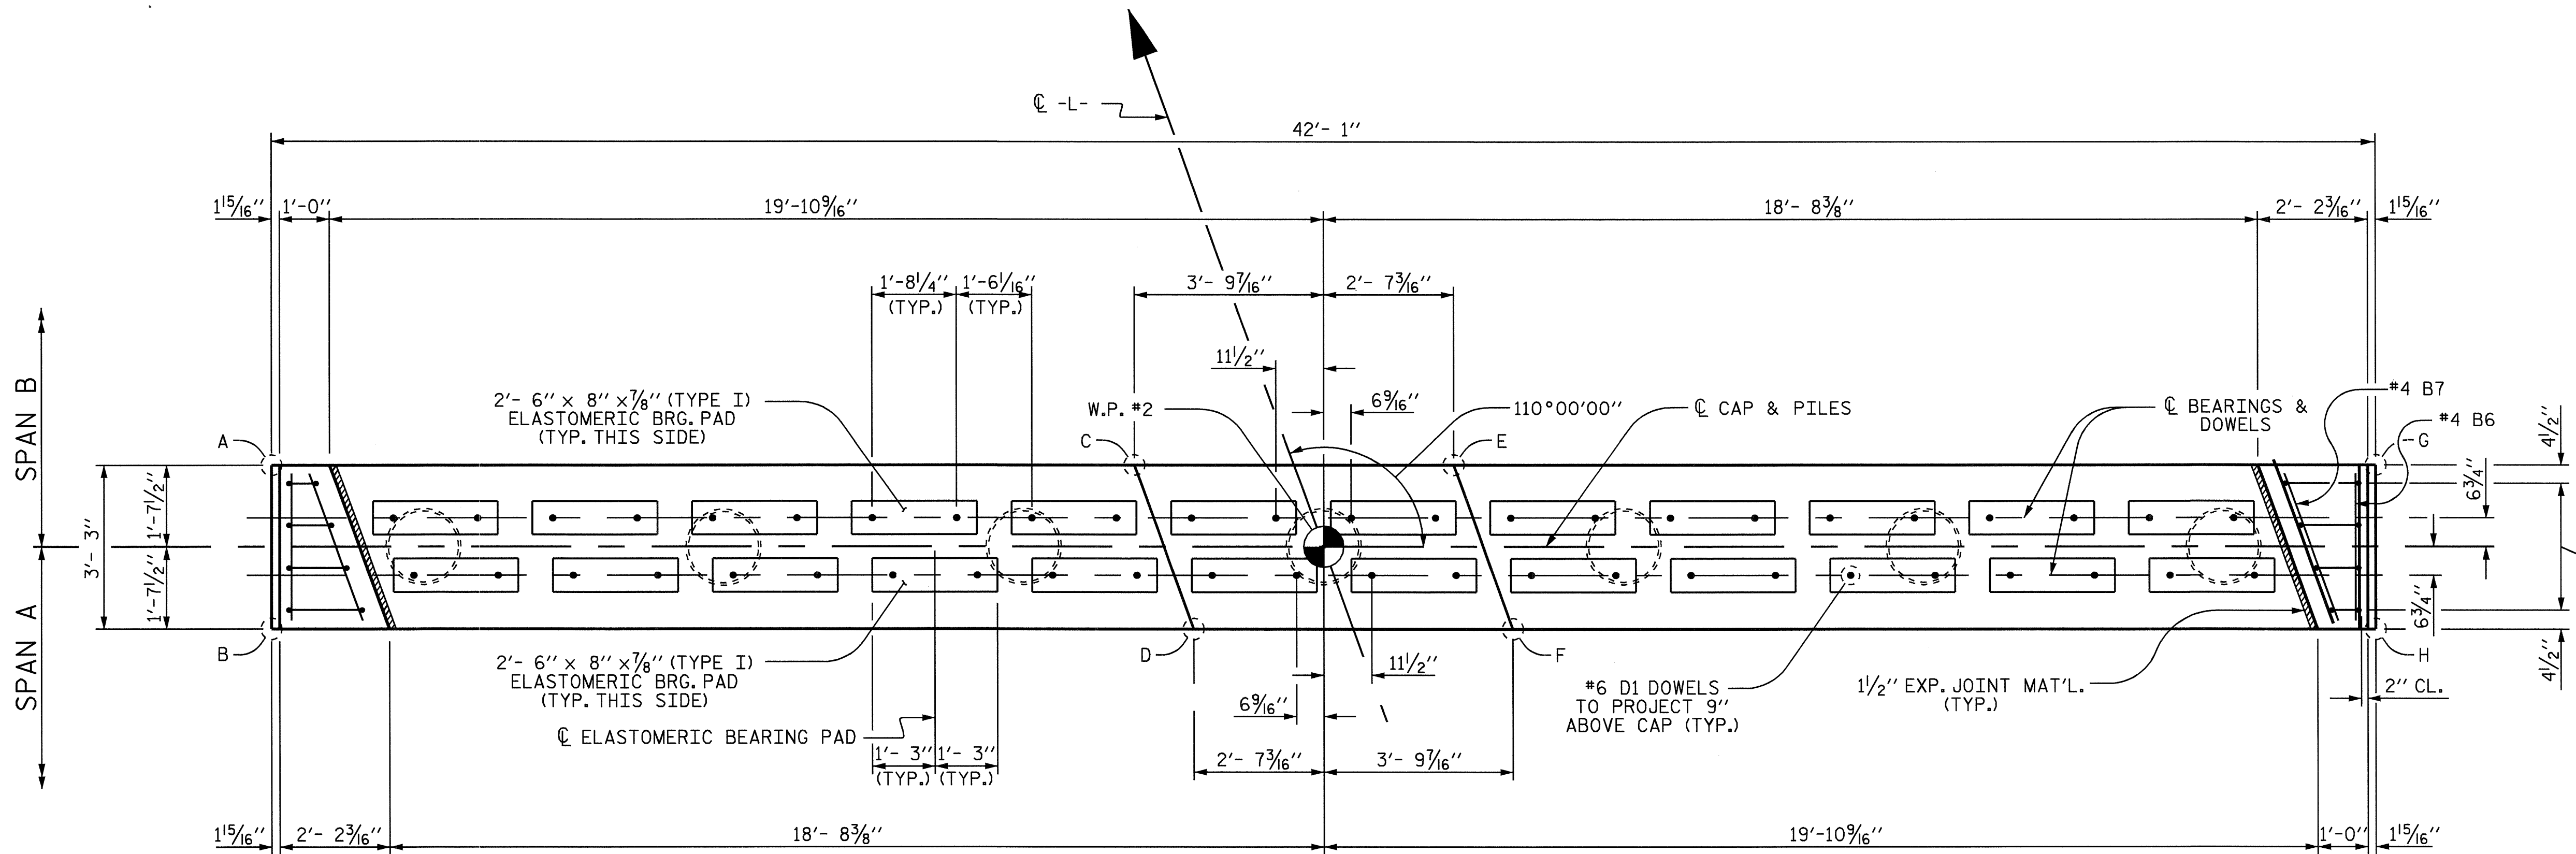 ℄ -L-
42'- 1"
1 15/16"
1'-0"
19'-10 9/16"
18'- 8 3/8"
2'- 2 3/16"
1 15/16"
1'-8 1/4"
(TYP.)
1'-6 1/16"
(TYP.)
3'- 9 7/16"
2'- 7 3/16"
11 1/2"
6 9/16"
2'- 6" x 8" x 7/8" (TYPE I)
ELASTOMERIC BRG. PAD
(TYP. THIS SIDE)
W.P. #2
110°00'00"
℄ CAP & PILES
℄ BEARINGS &
DOWELS
#4 B7
#4 B6
SPAN B
A
C
E
G
4 1/2"
6 3/4"
3'- 3"
1'-7 1/2"
1'-7 1/2"
SPAN A
B
D
F
H
6 3/4"
4 1/2"
2'- 6" x 8" x 7/8" (TYPE I)
ELASTOMERIC BRG. PAD
(TYP. THIS SIDE)
℄ ELASTOMERIC BEARING PAD
1'- 3"
(TYP.)
1'- 3"
(TYP.)
6 9/16"
11 1/2"
2'- 7 3/16"
3'- 9 7/16"
#6 D1 DOWELS
TO PROJECT 9"
ABOVE CAP (TYP.)
1 1/2" EXP. JOINT MAT'L.
(TYP.)
2" CL.
1 15/16"
2'- 2 3/16"
18'- 8 3/8"
19'-10 9/16"
1'-0"
1 15/16"